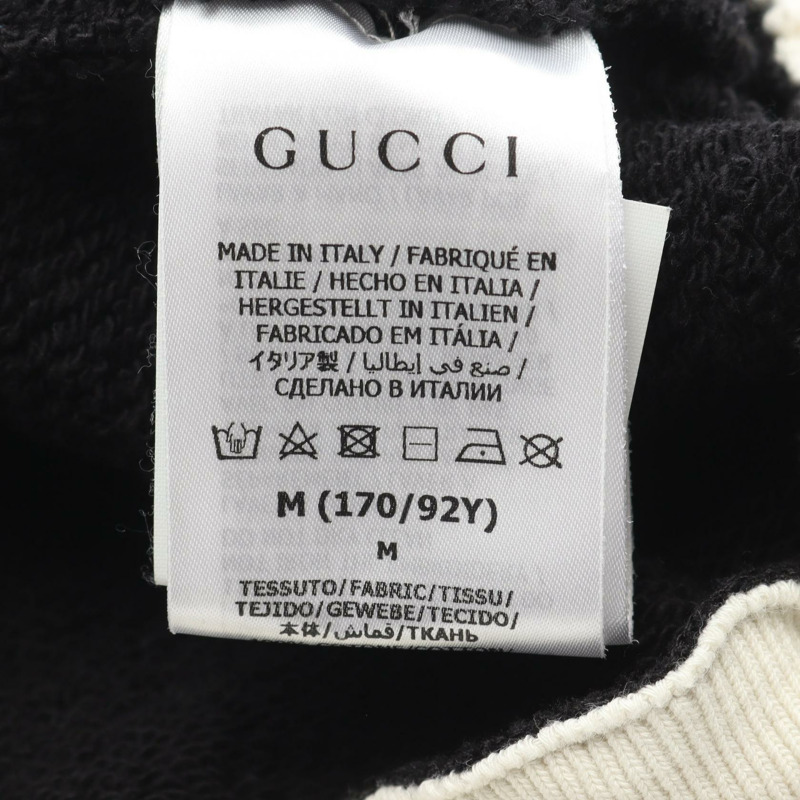 GUCCI
MADE IN ITALY / FABRIQUÉ EN
ITALIE / HECHO EN ITALIA /
HERGESTELLT IN ITALIEN /
FABRICADO EM ITÁLIA /
イタリア製 / صنع في إيطاليا /
СДЕЛАНО В ИТАЛИИ
M (170/92Y)
M
TESSUTO/FABRIC/TISSU/
TEJIDO/GEWEBE/TECIDO/
本体/قماش/ТКАНЬ